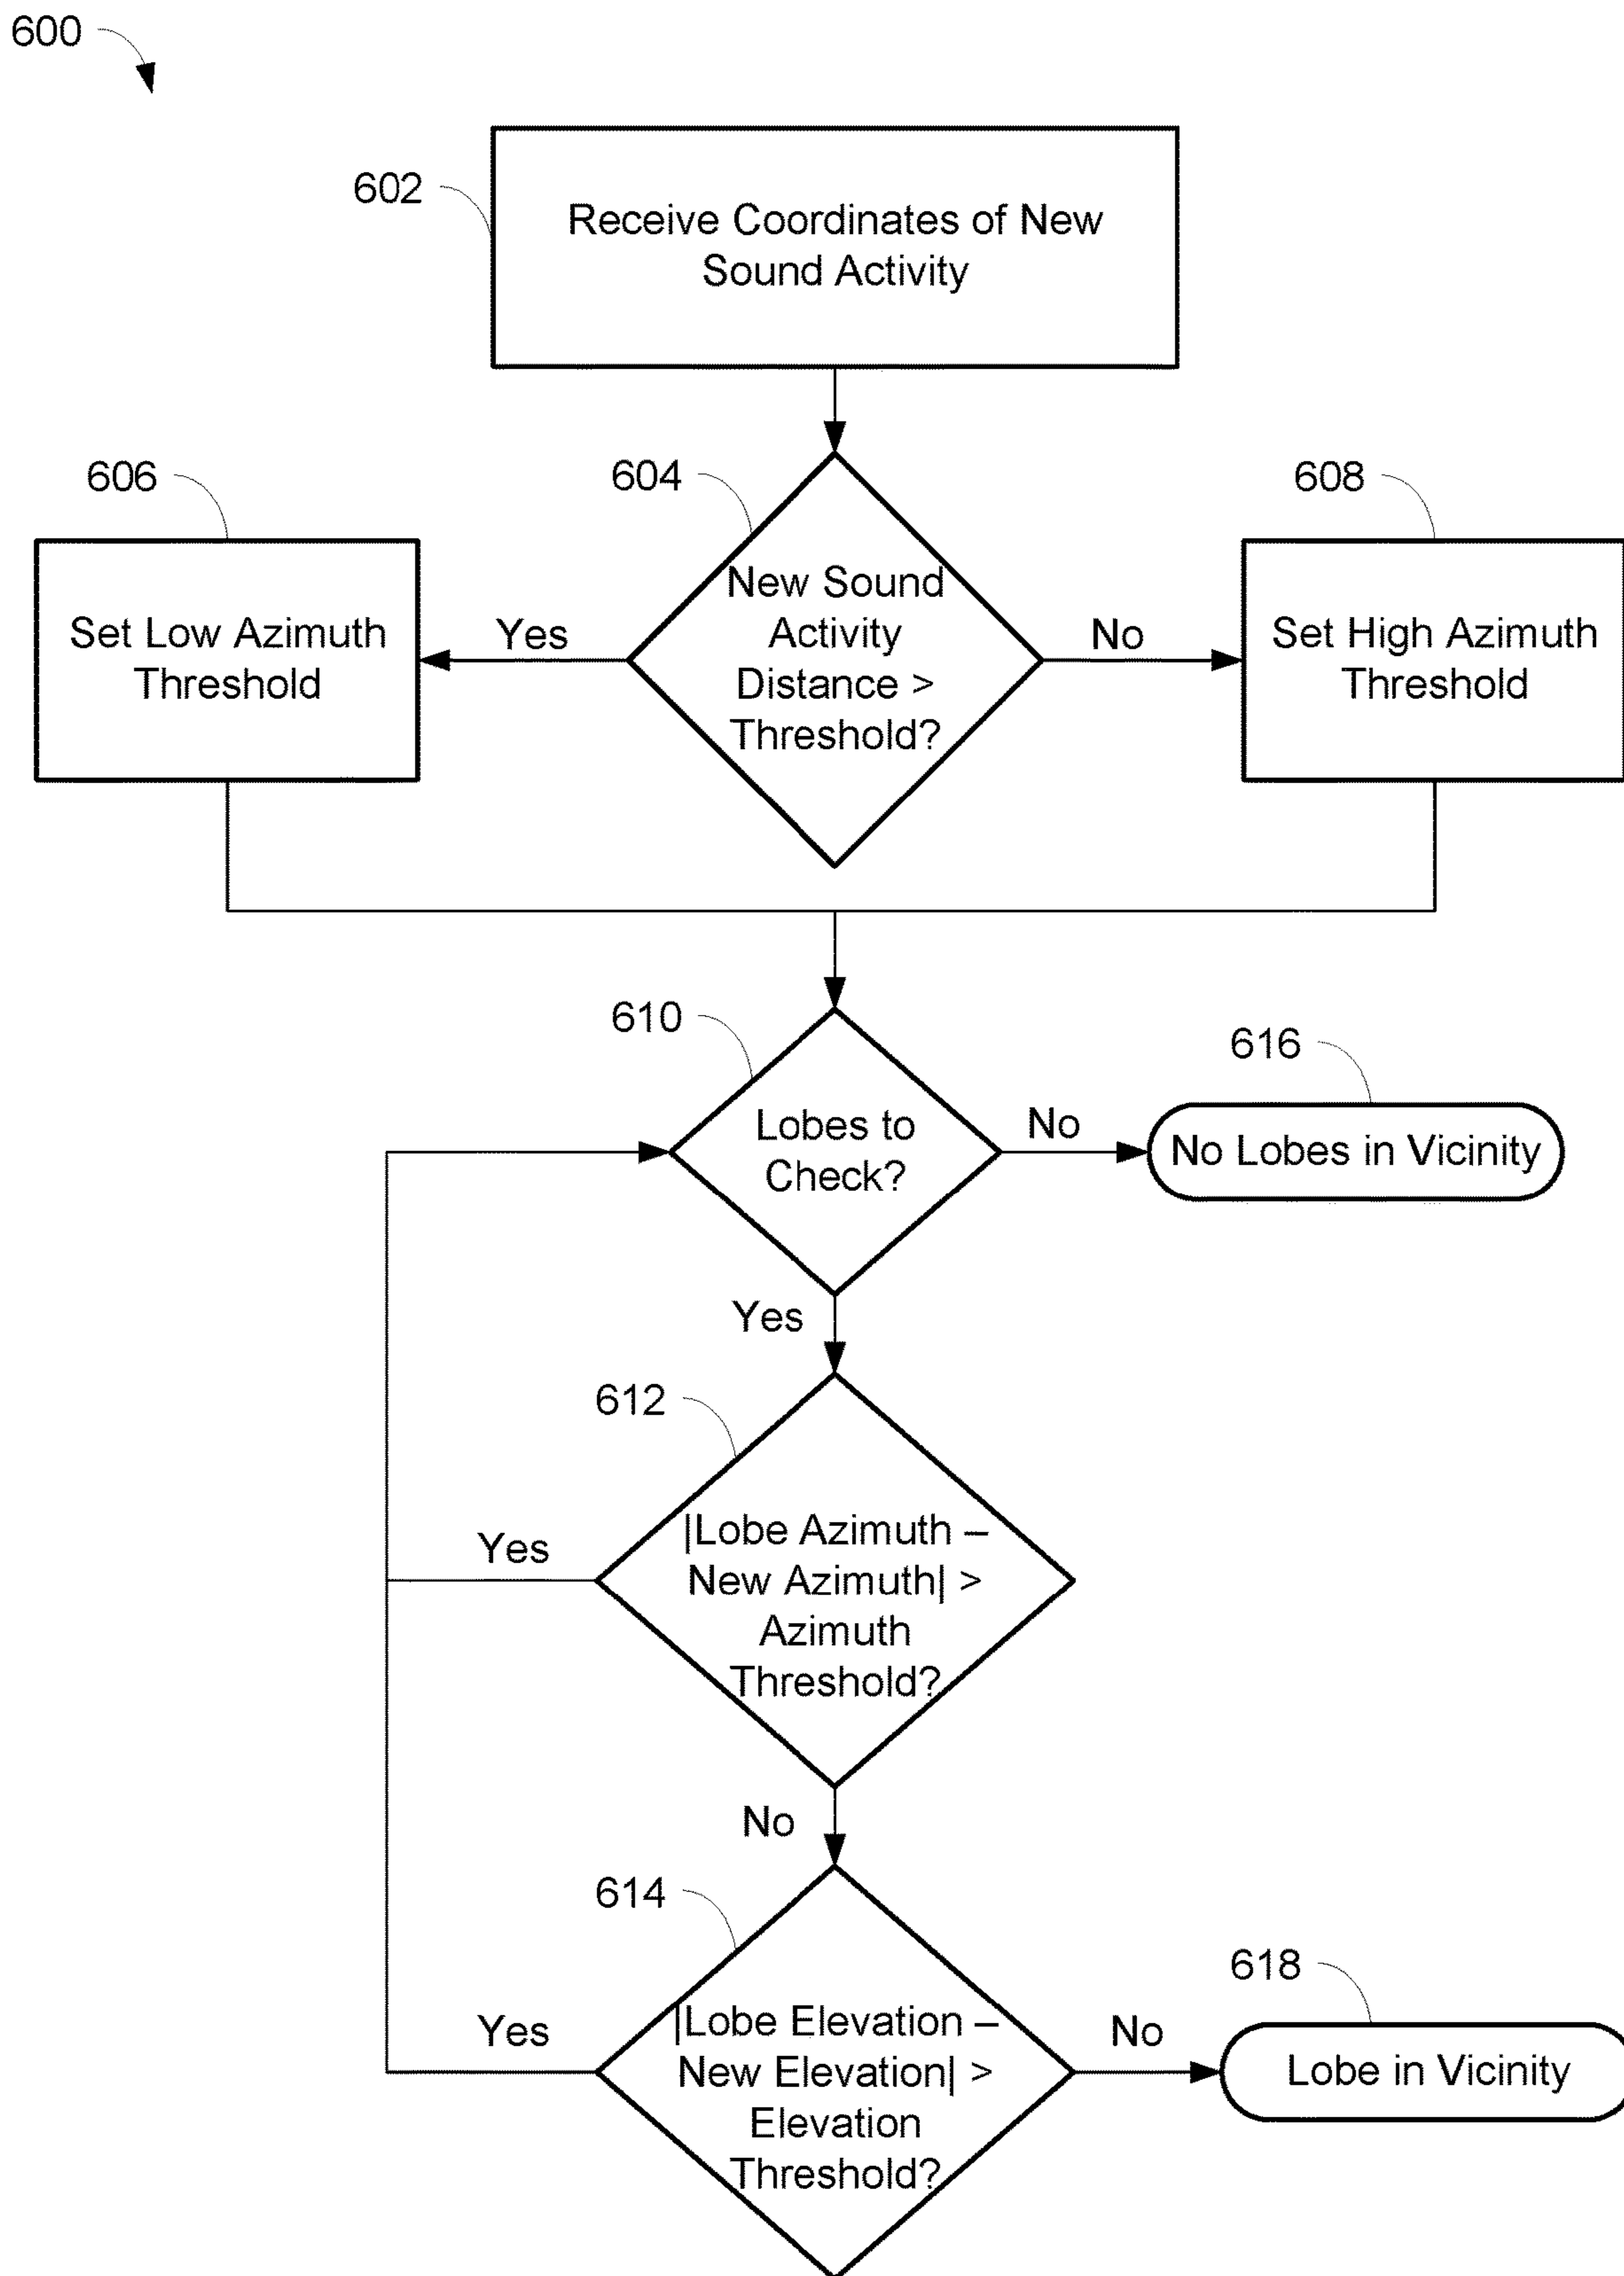 600
602
Receive Coordinates of New
Sound Activity
606
604
608
Set Low Azimuth
Threshold
Yes
New Sound
Activity
Distance >
Threshold?
No
Set High Azimuth
Threshold
610
616
Lobes to
Check?
No
No Lobes in Vicinity
Yes
612
Yes
|Lobe Azimuth –
New Azimuth| >
Azimuth
Threshold?
No
614
618
Yes
|Lobe Elevation –
New Elevation| >
Elevation
Threshold?
No
Lobe in Vicinity